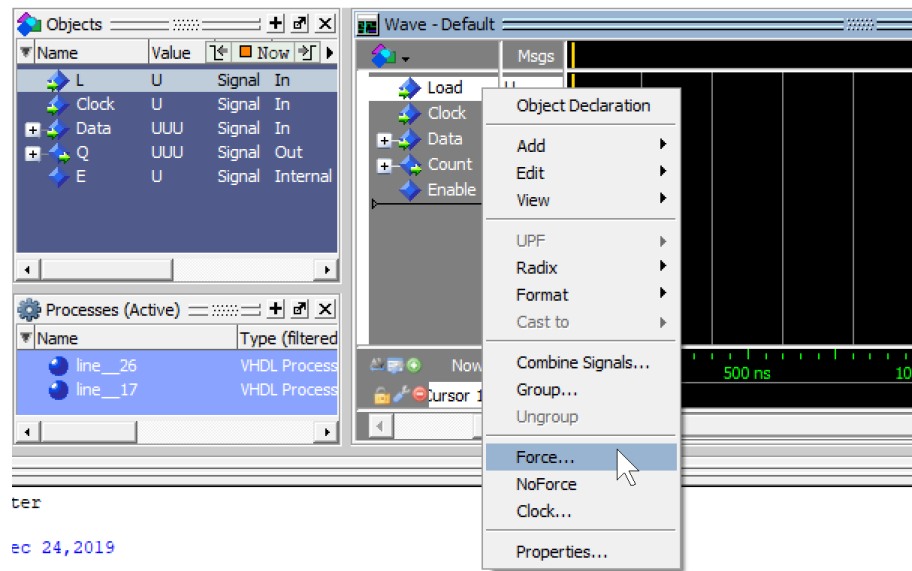 Objects
Name Value Now
L U Signal In
Clock U Signal In
Data UUU Signal In
Q UUU Signal Out
E U Signal Internal
Processes (Active)
Name Type (filtered
line__26 VHDL Process
line__17 VHDL Process
Wave - Default
Msgs
Load U
Clock
Data
Count
Enable
Now
Cursor 1
500 ns
10
Object Declaration
Add
Edit
View
UPF
Radix
Format
Cast to
Combine Signals...
Group...
Ungroup
Force...
NoForce
Clock...
Properties...
ter
ec 24,2019